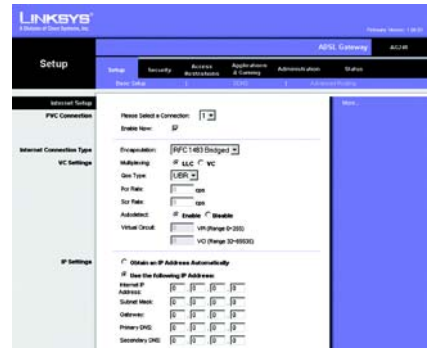 LINKSYS®
A Division of Cisco Systems, Inc.
ADSL Gateway
AG241
Setup
Setup Security Access Restrictions Applications & Gaming Administration Status
Basic Setup | DDNS | Advanced Routing
Internet Setup
More...
PVC Connection
Please Select a Connection: 1
Enable Now:
Internet Connection Type
Encapsulation: RFC 1483 Bridged
VC Settings
Multiplexing: LLC VC
Qos Type: UBR
Pcr Rate: cps
Scr Rate: cps
Autodetect: Enable Disable
Virtual Circuit: VPI (Range 0~255)
VCI (Range 32~65535)
IP Settings
Obtain an IP Address Automatically
Use the following IP Address:
Internet IP Address: 0 . 0 . 0 . 0
Subnet Mask: 0 . 0 . 0 . 0
Gateway: 0 . 0 . 0 . 0
Primary DNS: 0 . 0 . 0 . 0
Secondary DNS: 0 . 0 . 0 . 0